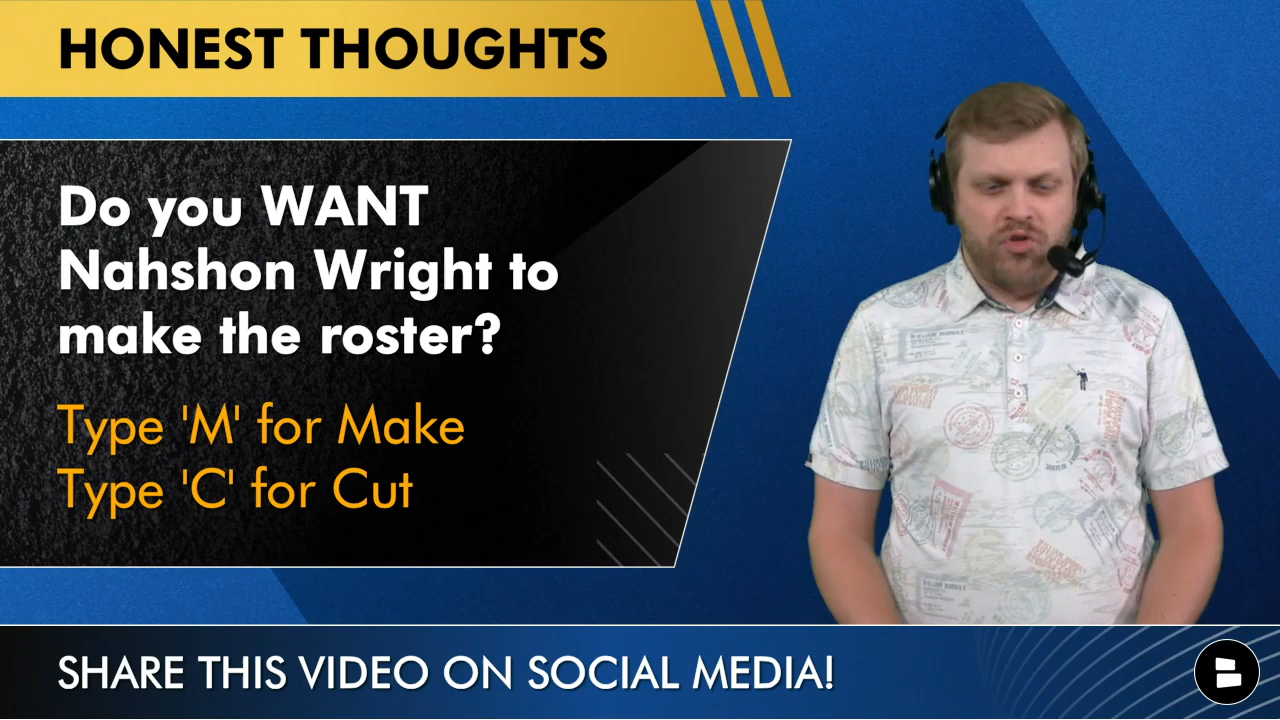 HONEST THOUGHTS
Do you WANT
Nahshon Wright to
make the roster?
Type 'M' for Make
Type 'C' for Cut
SHARE THIS VIDEO ON SOCIAL MEDIA!